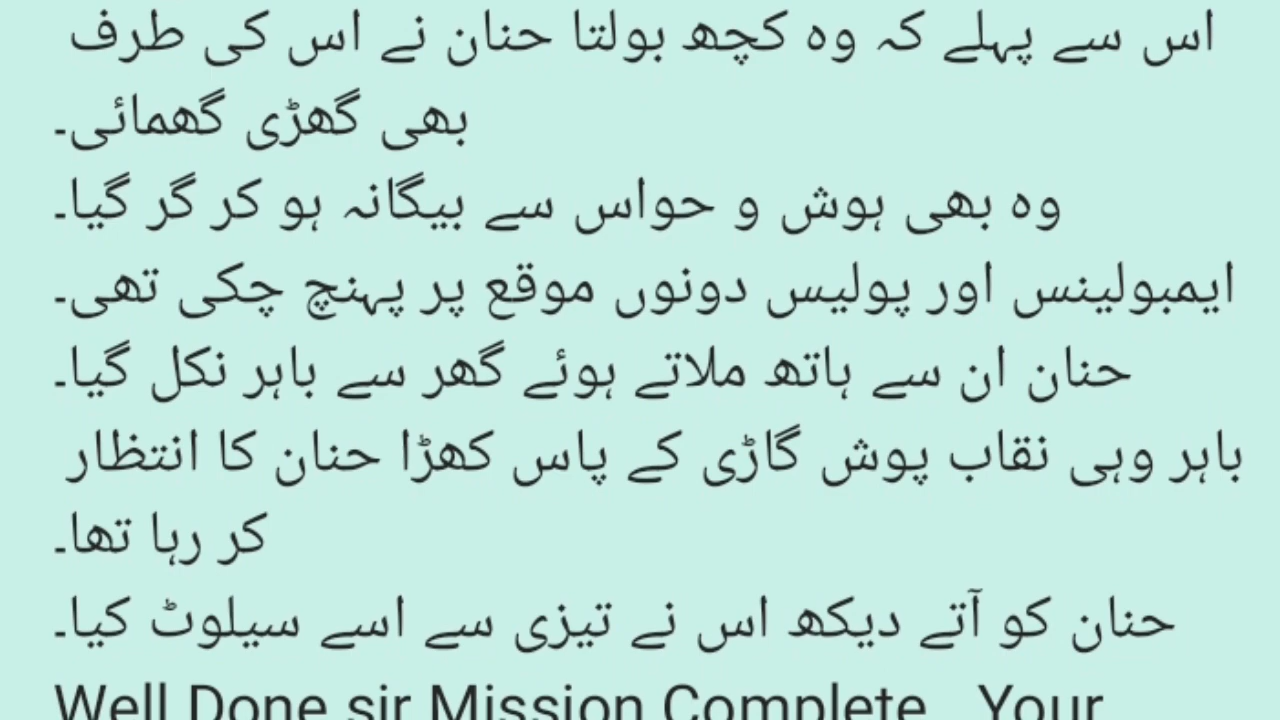 اس سے پہلے کہ وہ کچھ بولتا حنان نے اس کی طرف
بھی گھڑی گھمائی۔
وہ بھی ہوش و حواس سے بیگانہ ہو کر گر گیا۔
ایمبولینس اور پولیس دونوں موقع پر پہنچ چکی تھی۔
حنان ان سے ہاتھ ملاتے ہوئے گھر سے باہر نکل گیا۔
باہر وہی نقاب پوش گاڑی کے پاس کھڑا حنان کا انتظار
کر رہا تھا۔
حنان کو آتے دیکھ اس نے تیزی سے اسے سیلوٹ کیا۔
Well Done sir Mission Complete   Your